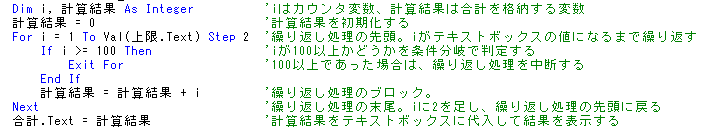 Dim i, 計算結果 As Integer 'iはカウンタ変数、計算結果は合計を格納する変数
計算結果 = 0 '計算結果を初期化する
For i = 1 To Val(上限.Text) Step 2 '繰り返し処理の先頭。iがテキストボックスの値になるまで繰り返す
If i >= 100 Then 'iが100以上かどうかを条件分岐で判定する
Exit For '100以上であった場合は、繰り返し処理を中断する
End If
計算結果 = 計算結果 + i '繰り返し処理のブロック。
Next '繰り返し処理の末尾。iに2を足し、繰り返し処理の先頭に戻る
合計.Text = 計算結果 '計算結果をテキストボックスに代入して結果を表示する